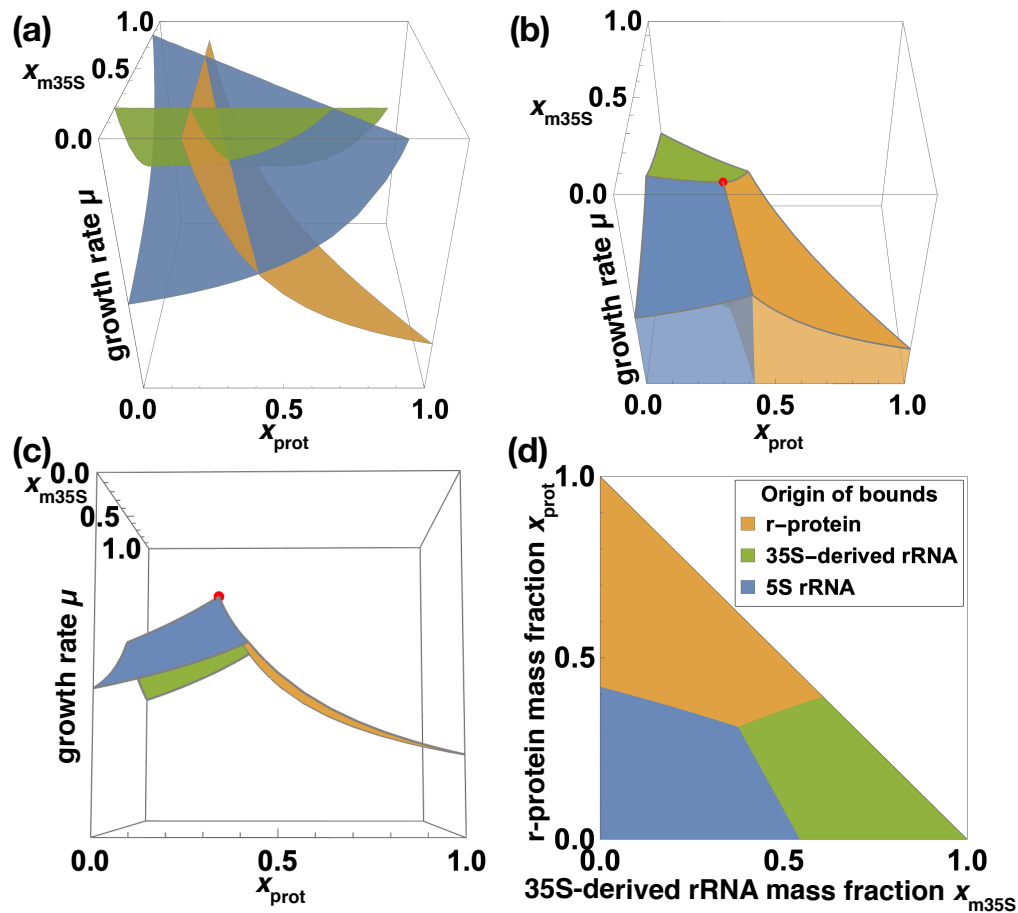 (a)
1.0
x_m35S
0.5
0.0
growth rate μ
0.0 0.5 1.0
x_prot
(b)
1.0
0.5
x_m35S
0.0
growth rate μ
0.0 0.5 1.0
x_prot
(c)
0.0
x_m35S
0.5
1.0
growth rate μ
0.0 0.5 1.0
x_prot
(d)
1.0
Origin of bounds
r-protein
35S-derived rRNA
5S rRNA
0.5
r-protein mass fraction x_prot
0.0
0.0 0.5 1.0
35S-derived rRNA mass fraction x_m35S